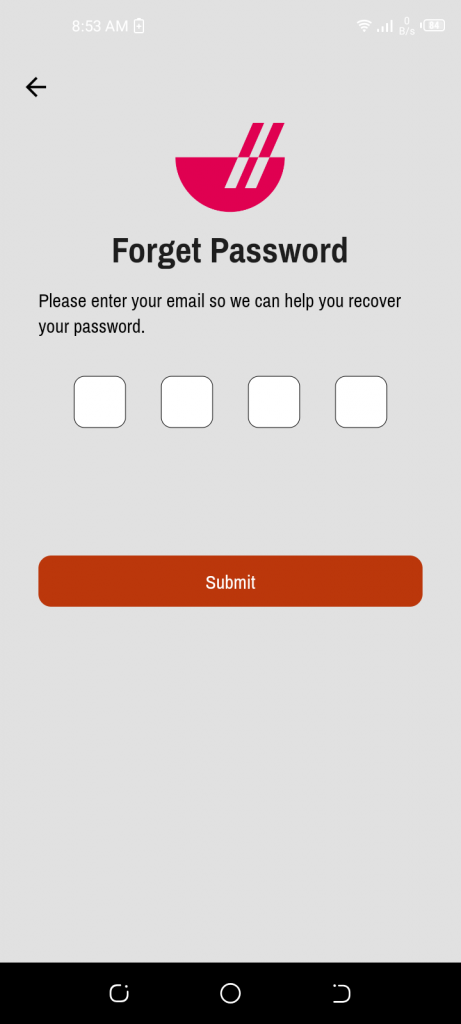 8:53 AM
0
B/s
84
Forget Password
Please enter your email so we can help you recover
your password.
Submit